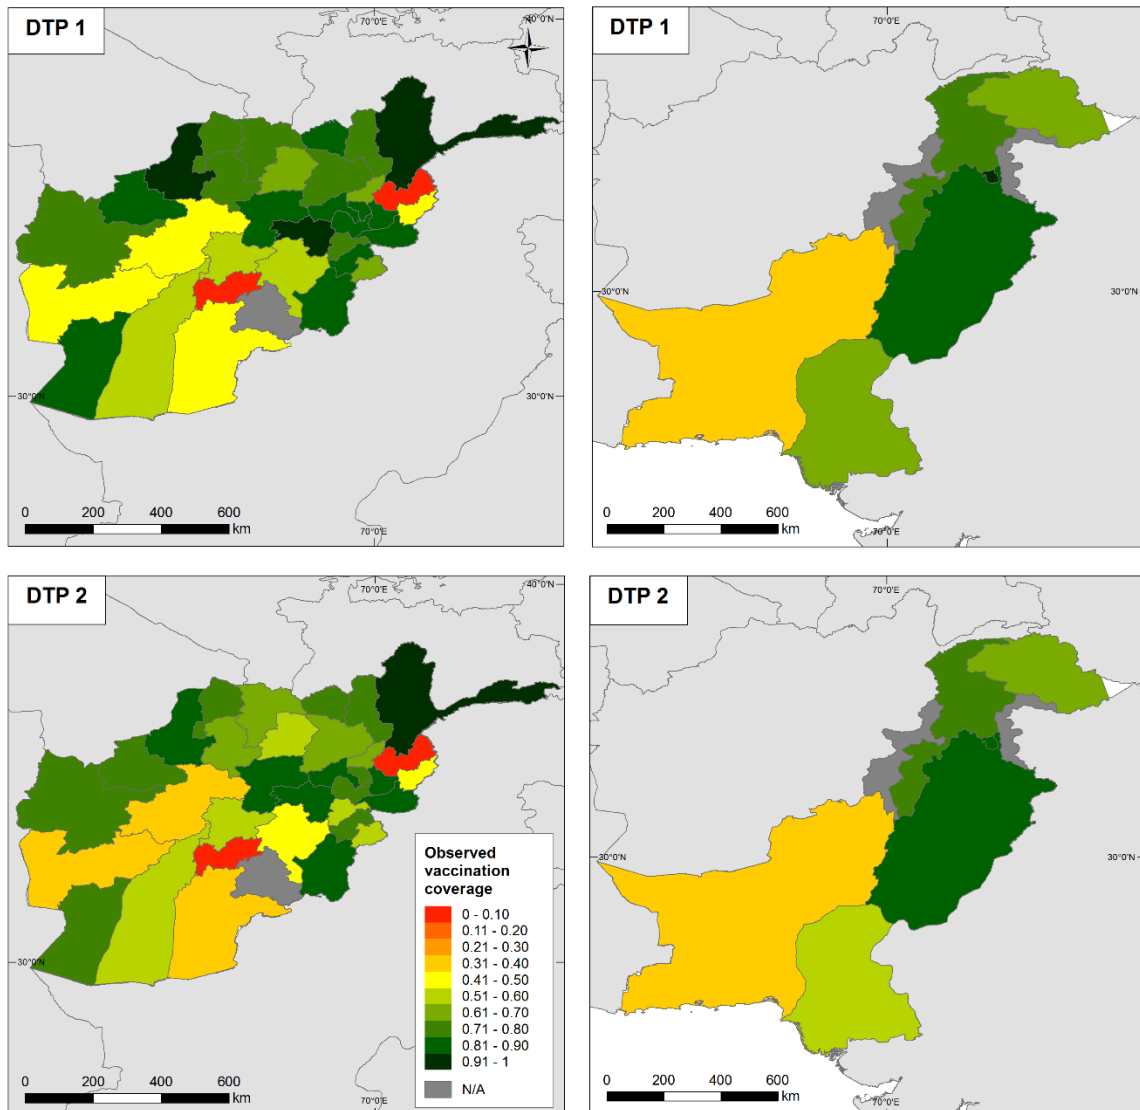 DTP 1
70°0'E
40°0'N
30°0'N
30°0'N
0 200 400 600
km
70°0'E
DTP 1
70°0'E
30°0'N
30°0'N
0 200 400 600
km
70°0'E
DTP 2
70°0'E
40°0'N
30°0'N
30°0'N
Observed
vaccination
coverage
0 - 0.10
0.11 - 0.20
0.21 - 0.30
0.31 - 0.40
0.41 - 0.50
0.51 - 0.60
0.61 - 0.70
0.71 - 0.80
0.81 - 0.90
0.91 - 1
N/A
0 200 400 600
km
70°0'E
DTP 2
70°0'E
30°0'N
30°0'N
0 200 400 600
km
70°0'E